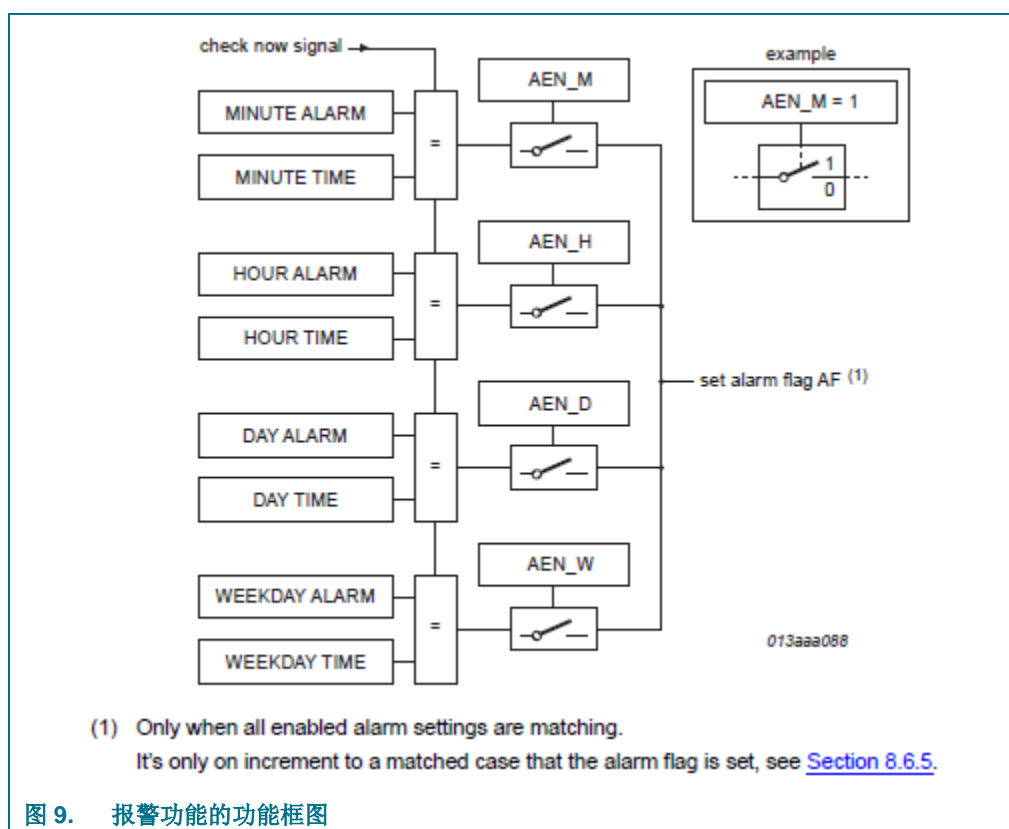 check now signal
example
AEN_M
AEN_M = 1
MINUTE ALARM
=
1
0
MINUTE TIME
AEN_H
HOUR ALARM
=
HOUR TIME
set alarm flag AF (1)
AEN_D
DAY ALARM
=
DAY TIME
AEN_W
WEEKDAY ALARM
=
WEEKDAY TIME
013aaa088
(1) Only when all enabled alarm settings are matching.
It's only on increment to a matched case that the alarm flag is set, see Section 8.6.5.
图 9. 报警功能的功能框图